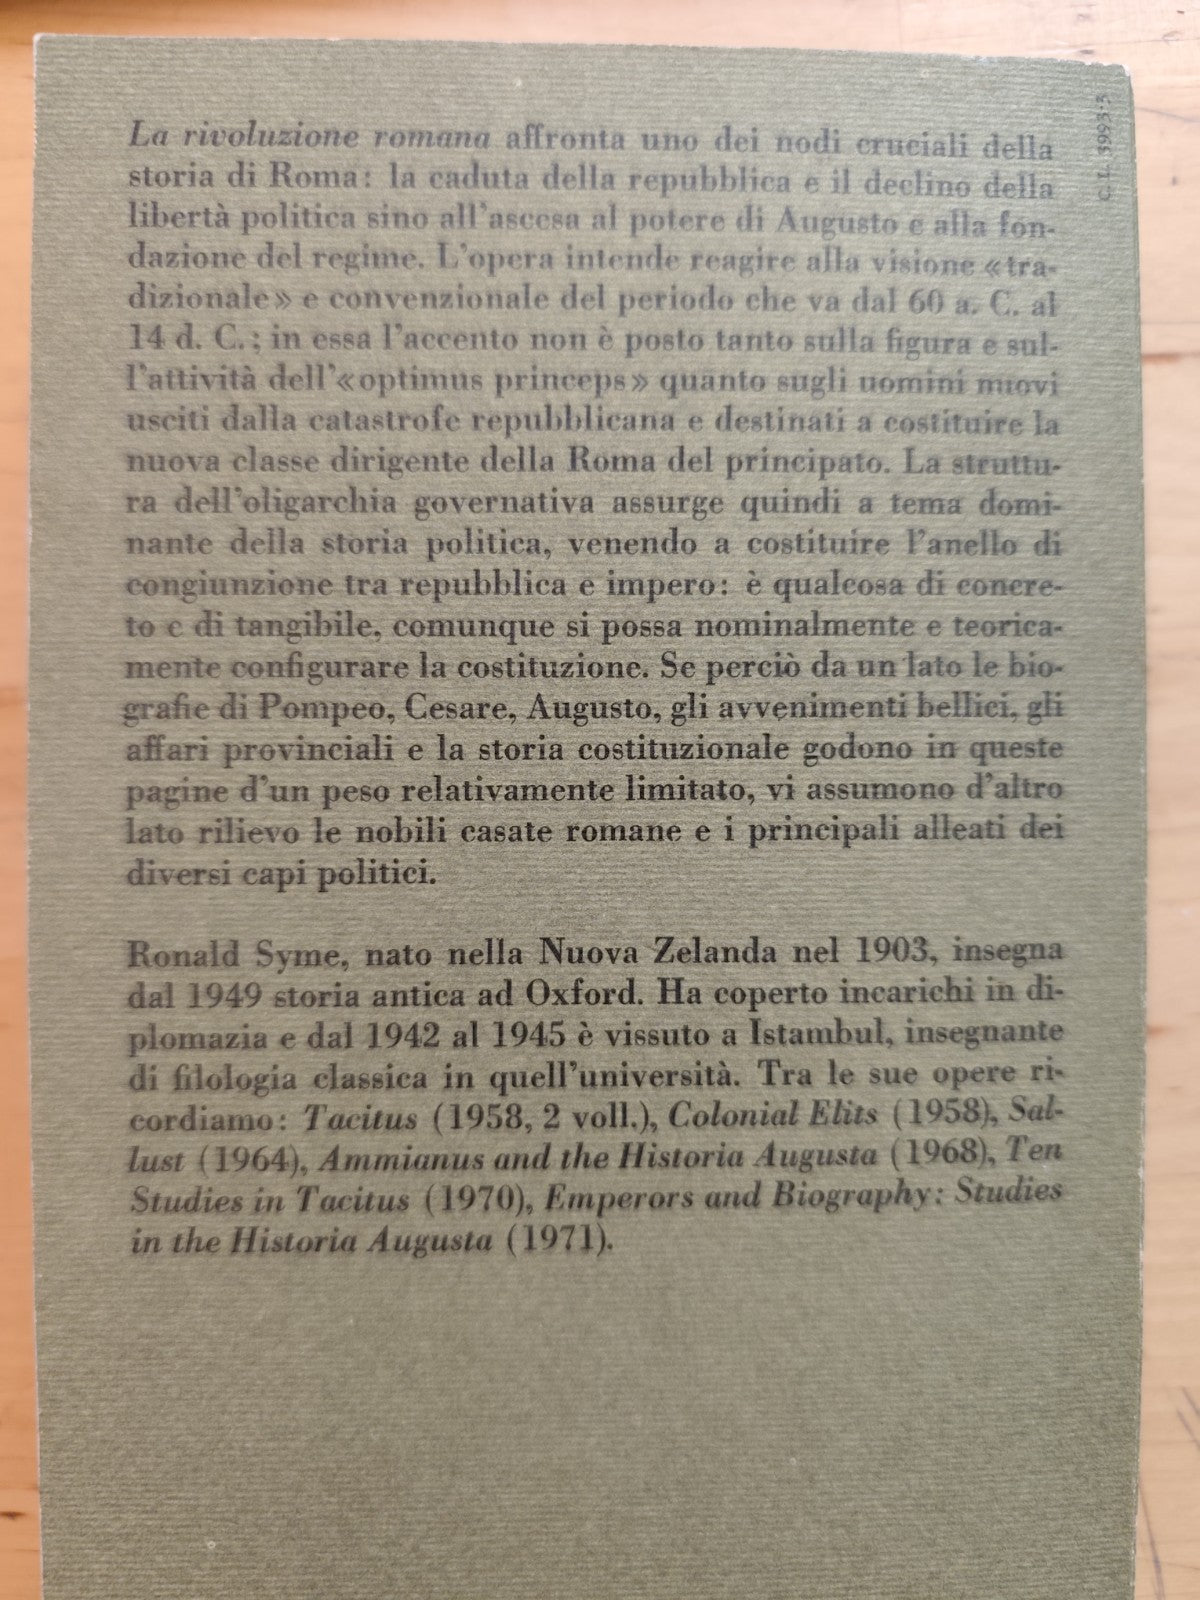 La rivoluzione romana affronta uno dei nodi cruciali della
storia di Roma: la caduta della repubblica e il declino della
libertà politica sino all'ascesa al potere di Augusto e alla fon-
dazione del regime. L'opera intende reagire alla visione «tra-
dizionale» e convenzionale del periodo che va dal 60 a. C. al
14 d. C.; in essa l'accento non è posto tanto sulla figura e sul-
l'attività dell'«optimus princeps» quanto sugli uomini nuovi
usciti dalla catastrofe repubblicana e destinati a costituire la
nuova classe dirigente della Roma del principato. La struttu-
ra dell'oligarchia governativa assurge quindi a tema domi-
nante della storia politica, venendo a costituire l'anello di
congiunzione tra repubblica e impero: è qualcosa di concre-
to e di tangibile, comunque si possa nominalmente e teorica-
mente configurare la costituzione. Se perciò da un lato le bio-
grafie di Pompeo, Cesare, Augusto, gli avvenimenti bellici, gli
affari provinciali e la storia costituzionale godono in queste
pagine d'un peso relativamente limitato, vi assumono d'altro
lato rilievo le nobili casate romane e i principali alleati dei
diversi capi politici.
Ronald Syme, nato nella Nuova Zelanda nel 1903, insegna
dal 1949 storia antica ad Oxford. Ha coperto incarichi in di-
plomazia e dal 1942 al 1945 è vissuto a Istambul, insegnante
di filologia classica in quell'università. Tra le sue opere ri-
cordiamo: Tacitus (1958, 2 voll.), Colonial Elits (1958), Sal-
lust (1964), Ammianus and the Historia Augusta (1968), Ten
Studies in Tacitus (1970), Emperors and Biography: Studies
in the Historia Augusta (1971).
C. L. 3993-3